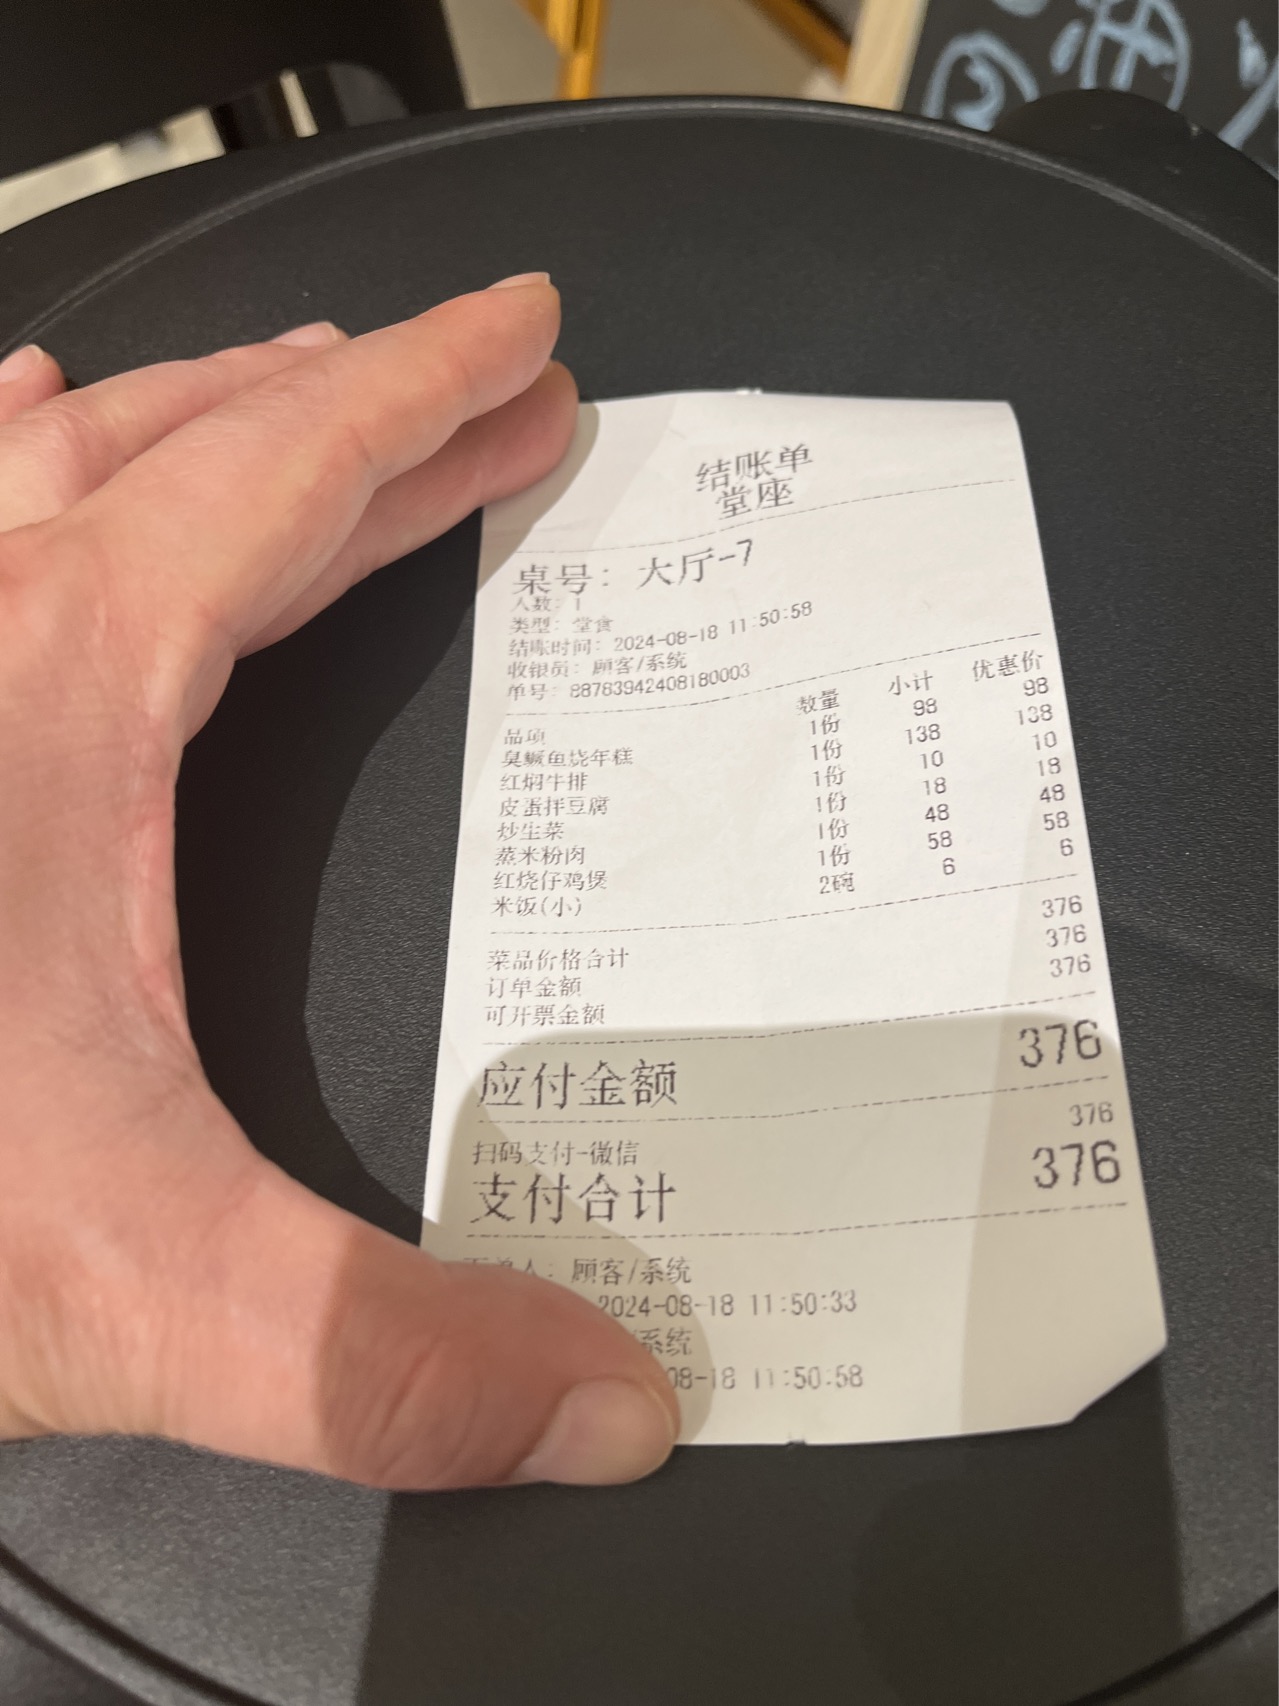 结账单
堂座
桌号：大厅-7
人数：1
类型：堂食
结账时间：2024-08-18 11:50:58
收银员：顾客/系统
单号：88783942408180003
品项 数量 小计 优惠价
臭鳜鱼烧年糕 1份 98 98
红焖牛排 1份 138 138
皮蛋拌豆腐 1份 10 10
炒生菜 1份 18 18
蒸米粉肉 1份 48 48
红烧仔鸡煲 1份 58 58
米饭(小) 2碗 6 6
菜品价格合计 376
订单金额 376
可开票金额 376
应付金额 376
扫码支付-微信 376
支付合计 376
人：顾客/系统
2024-08-18 11:50:33
/系统
08-18 11:50:58